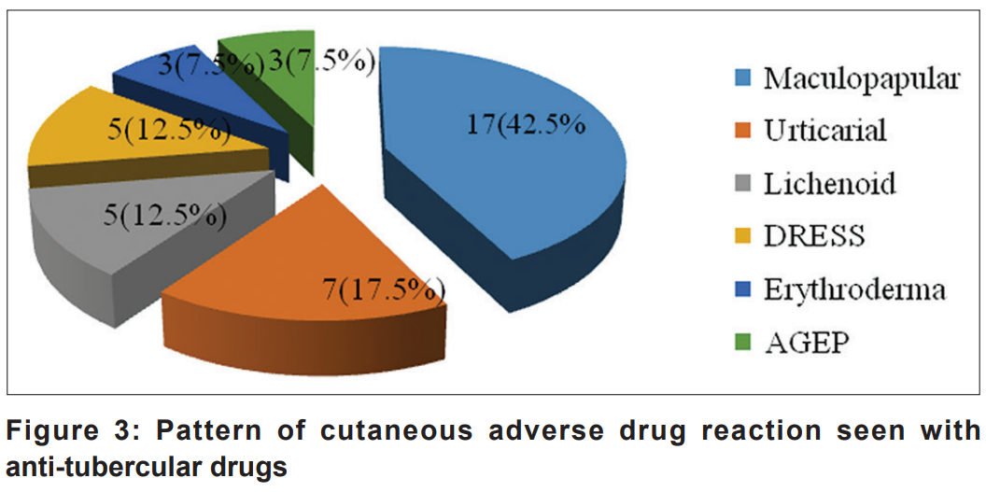 3(7.5%)
3(7.5%)
17(42.5%
5(12.5%)
5(12.5%)
7(17.5%)
Maculopapular
Urticarial
Lichenoid
DRESS
Erythroderma
AGEP
Figure 3: Pattern of cutaneous adverse drug reaction seen with
anti-tubercular drugs